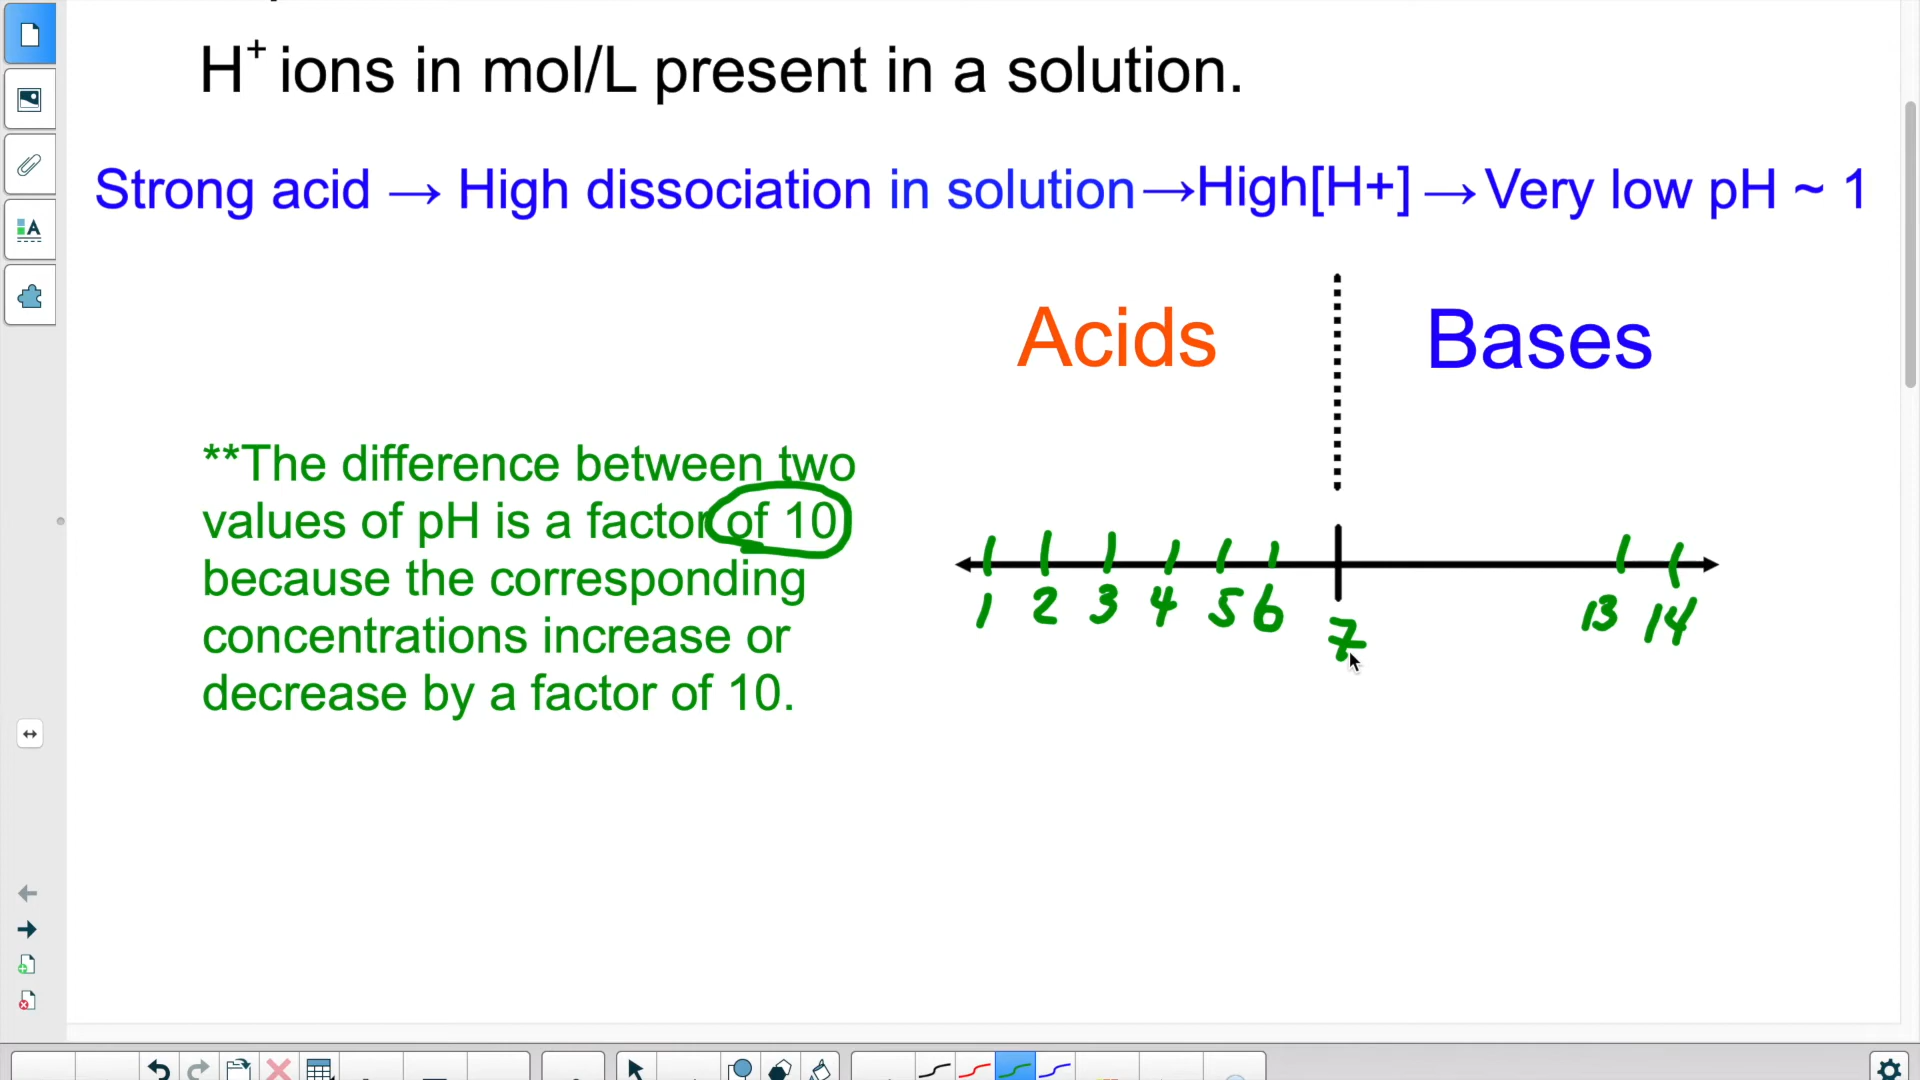 H⁺ ions in mol/L present in a solution.
Strong acid → High dissociation in solution→High[H+] → Very low pH ~ 1
Acids
Bases
**The difference between two
values of pH is a factor of 10
because the corresponding
concentrations increase or
decrease by a factor of 10.
1 2 3 4 5 6 7 13 14